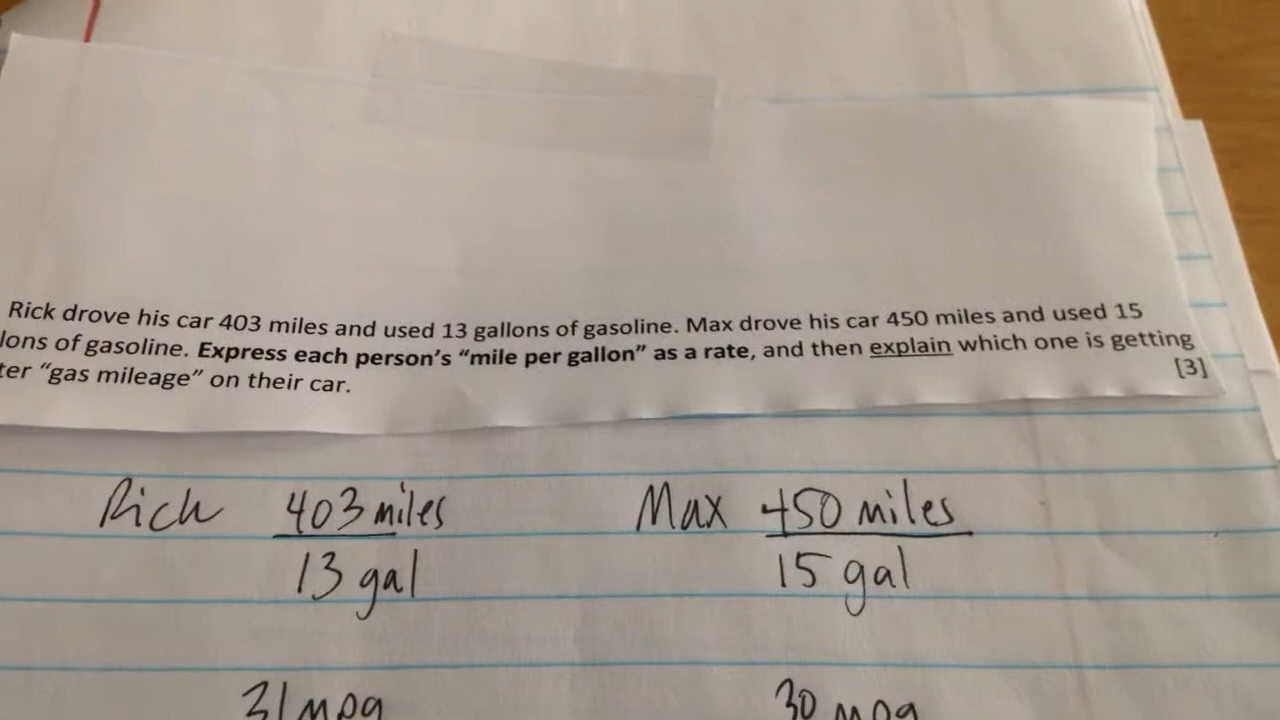 Rick drove his car 403 miles and used 13 gallons of gasoline. Max drove his car 450 miles and used 15
lons of gasoline. Express each person's “mile per gallon” as a rate, and then explain which one is getting
ter “gas mileage” on their car.
[3]
Rich 403 miles Max 450 miles
13 gal 15 gal
31 mpg 30 mpg